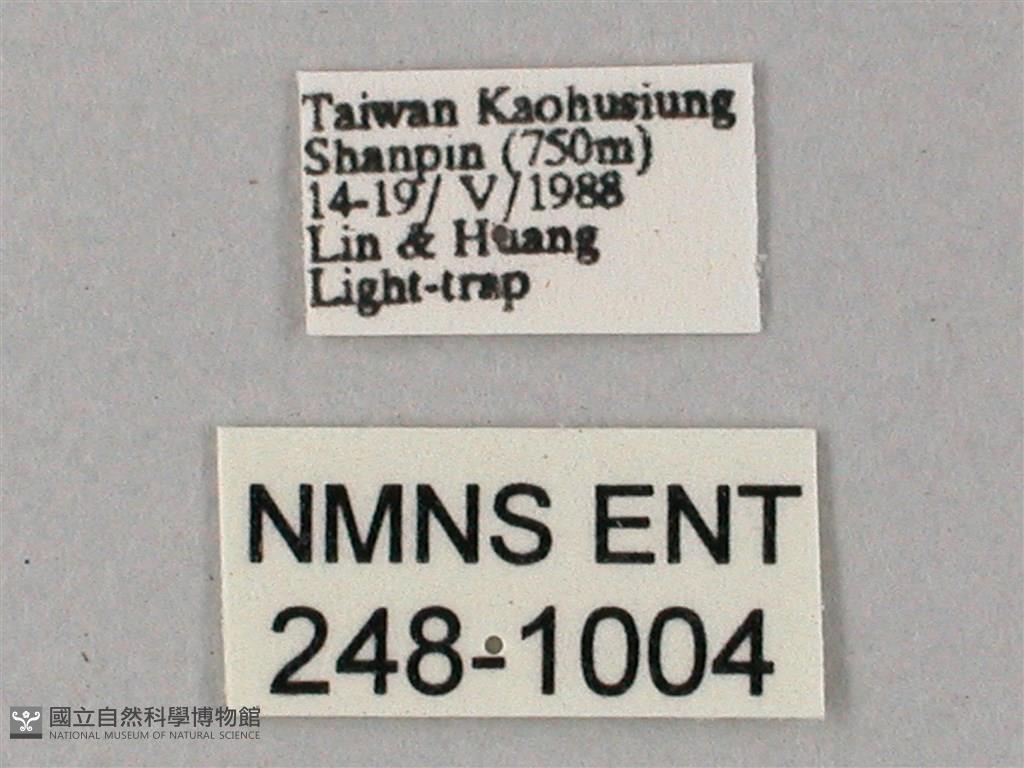 Taiwan Kaohusiung
Shanpin (750m)
14-19/ V/1988
Lin & Huang
Light-trap
NMNS ENT
248-1004
國立自然科學博物館
NATIONAL MUSEUM OF NATURAL SCIENCE